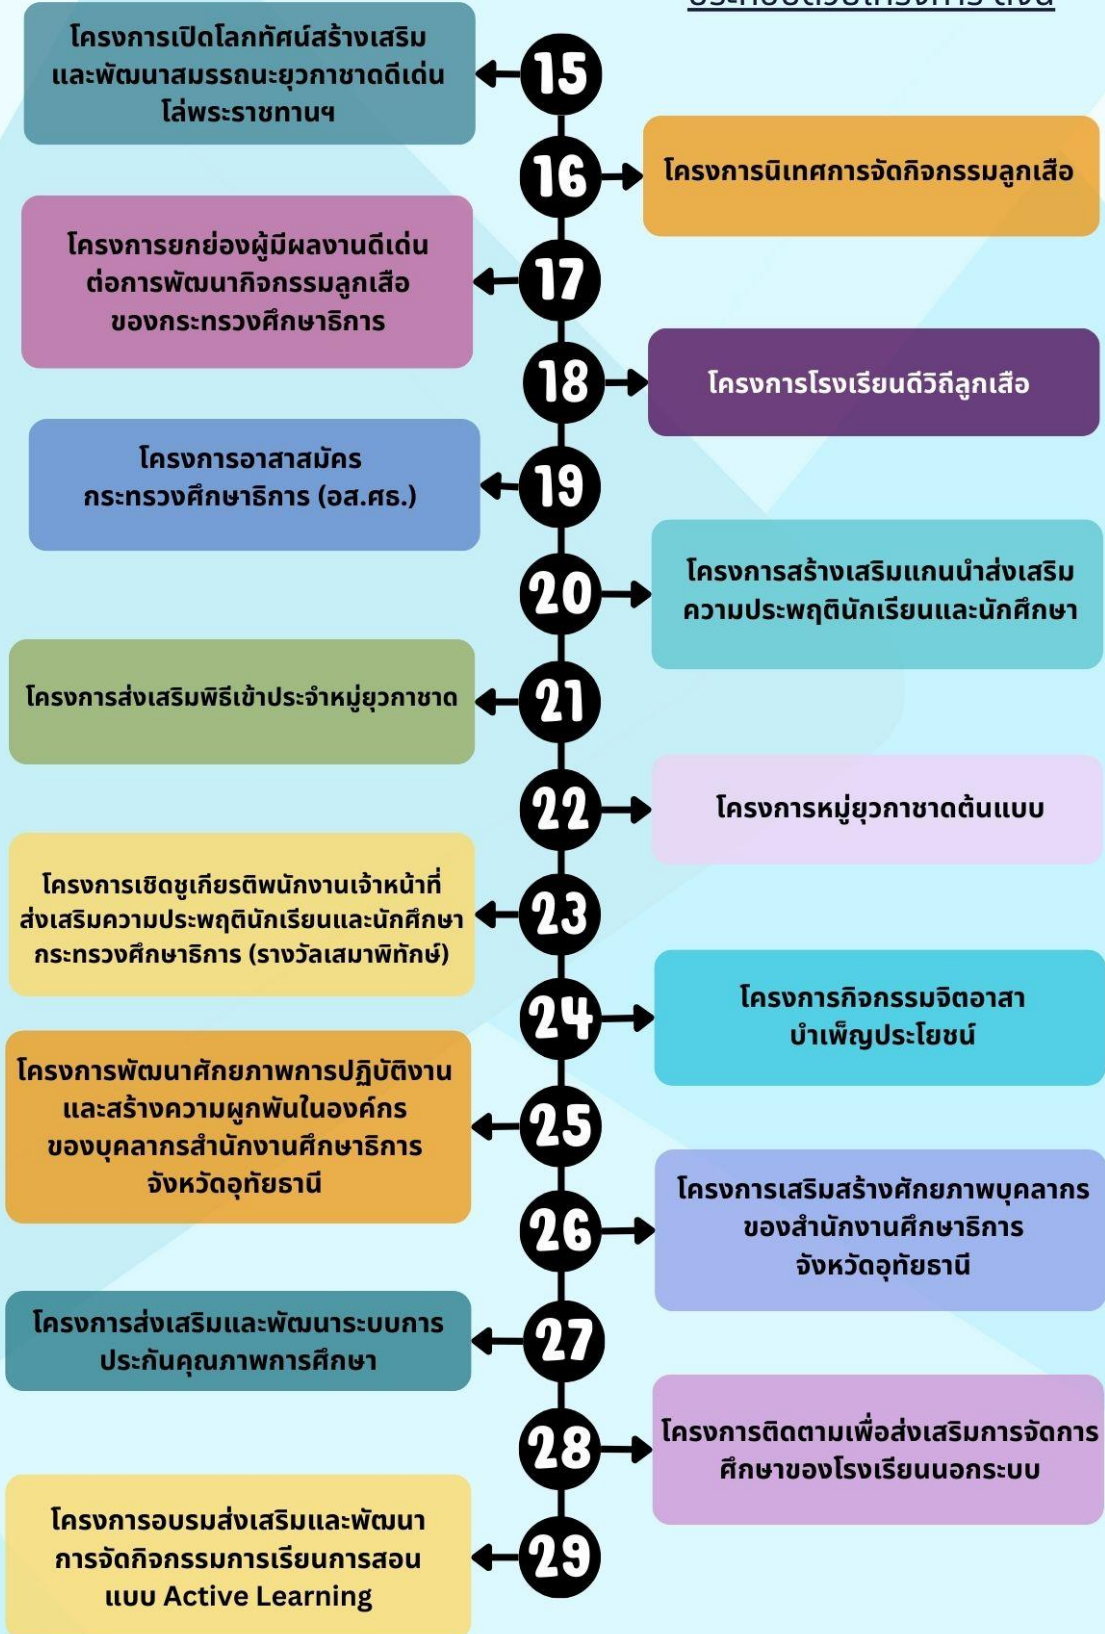 ประกอบด้วยโครงการ ดังนี้
โครงการเปิดโลกทัศน์สร้างเสริม
และพัฒนาสมรรถนะยุวกาชาดดีเด่น
โล่พระราชทานฯ
15
16
โครงการนิเทศการจัดกิจกรรมลูกเสือ
โครงการยกย่องผู้มีผลงานดีเด่น
ต่อการพัฒนากิจกรรมลูกเสือ
ของกระทรวงศึกษาธิการ
17
18
โครงการโรงเรียนดีวิถีลูกเสือ
โครงการอาสาสมัคร
กระทรวงศึกษาธิการ (อส.ศธ.)
19
20
โครงการสร้างเสริมแกนนำส่งเสริม
ความประพฤตินักเรียนและนักศึกษา
โครงการส่งเสริมพิธีเข้าประจำหมู่ยุวกาชาด
21
22
โครงการหมู่ยุวกาชาดต้นแบบ
โครงการเชิดชูเกียรติพนักงานเจ้าหน้าที่
ส่งเสริมความประพฤตินักเรียนและนักศึกษา
กระทรวงศึกษาธิการ (รางวัลเสมาพิทักษ์)
23
24
โครงการกิจกรรมจิตอาสา
บำเพ็ญประโยชน์
โครงการพัฒนาศักยภาพการปฏิบัติงาน
และสร้างความผูกพันในองค์กร
ของบุคลากรสำนักงานศึกษาธิการ
จังหวัดอุทัยธานี
25
26
โครงการเสริมสร้างศักยภาพบุคลากร
ของสำนักงานศึกษาธิการ
จังหวัดอุทัยธานี
โครงการส่งเสริมและพัฒนาระบบการ
ประกันคุณภาพการศึกษา
27
28
โครงการติดตามเพื่อส่งเสริมการจัดการ
ศึกษาของโรงเรียนนอกระบบ
โครงการอบรมส่งเสริมและพัฒนา
การจัดกิจกรรมการเรียนการสอน
แบบ Active Learning
29